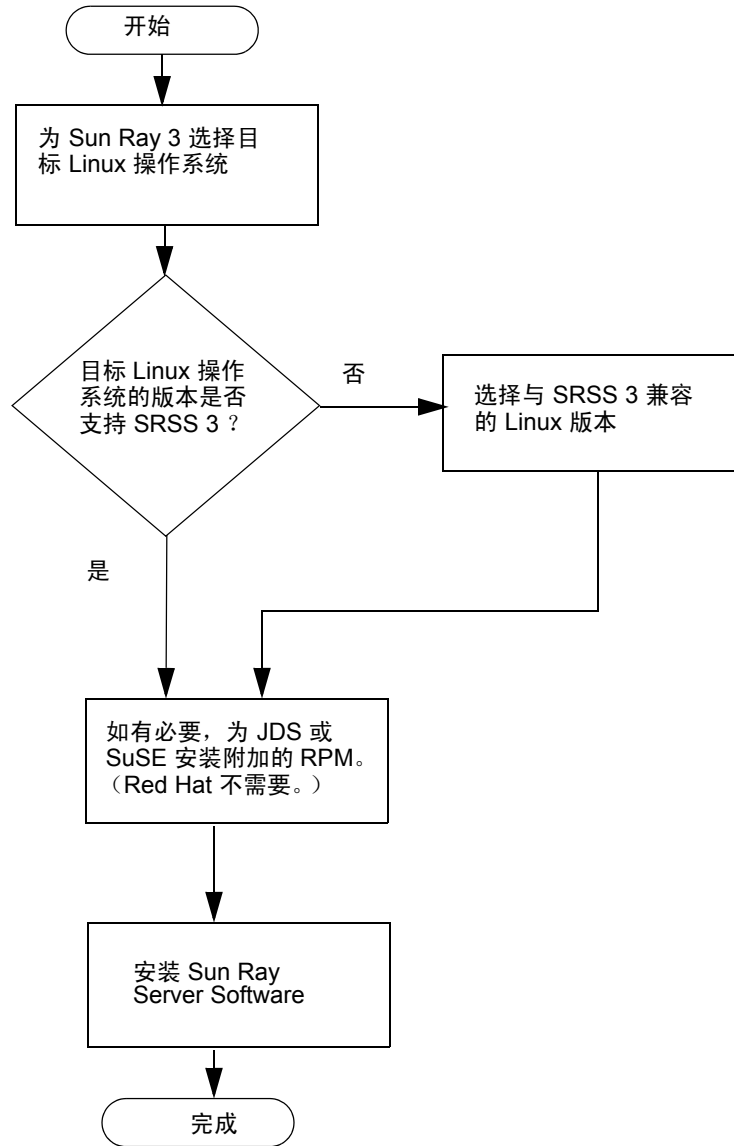 开始
为 Sun Ray 3 选择目
标 Linux 操作系统
目标 Linux 操作
系统的版本是否
支持 SRSS 3 ？
否
选择与 SRSS 3 兼容
的 Linux 版本
是
如有必要，为 JDS 或
SuSE 安装附加的 RPM。
（Red Hat 不需要。）
安装 Sun Ray
Server Software
完成